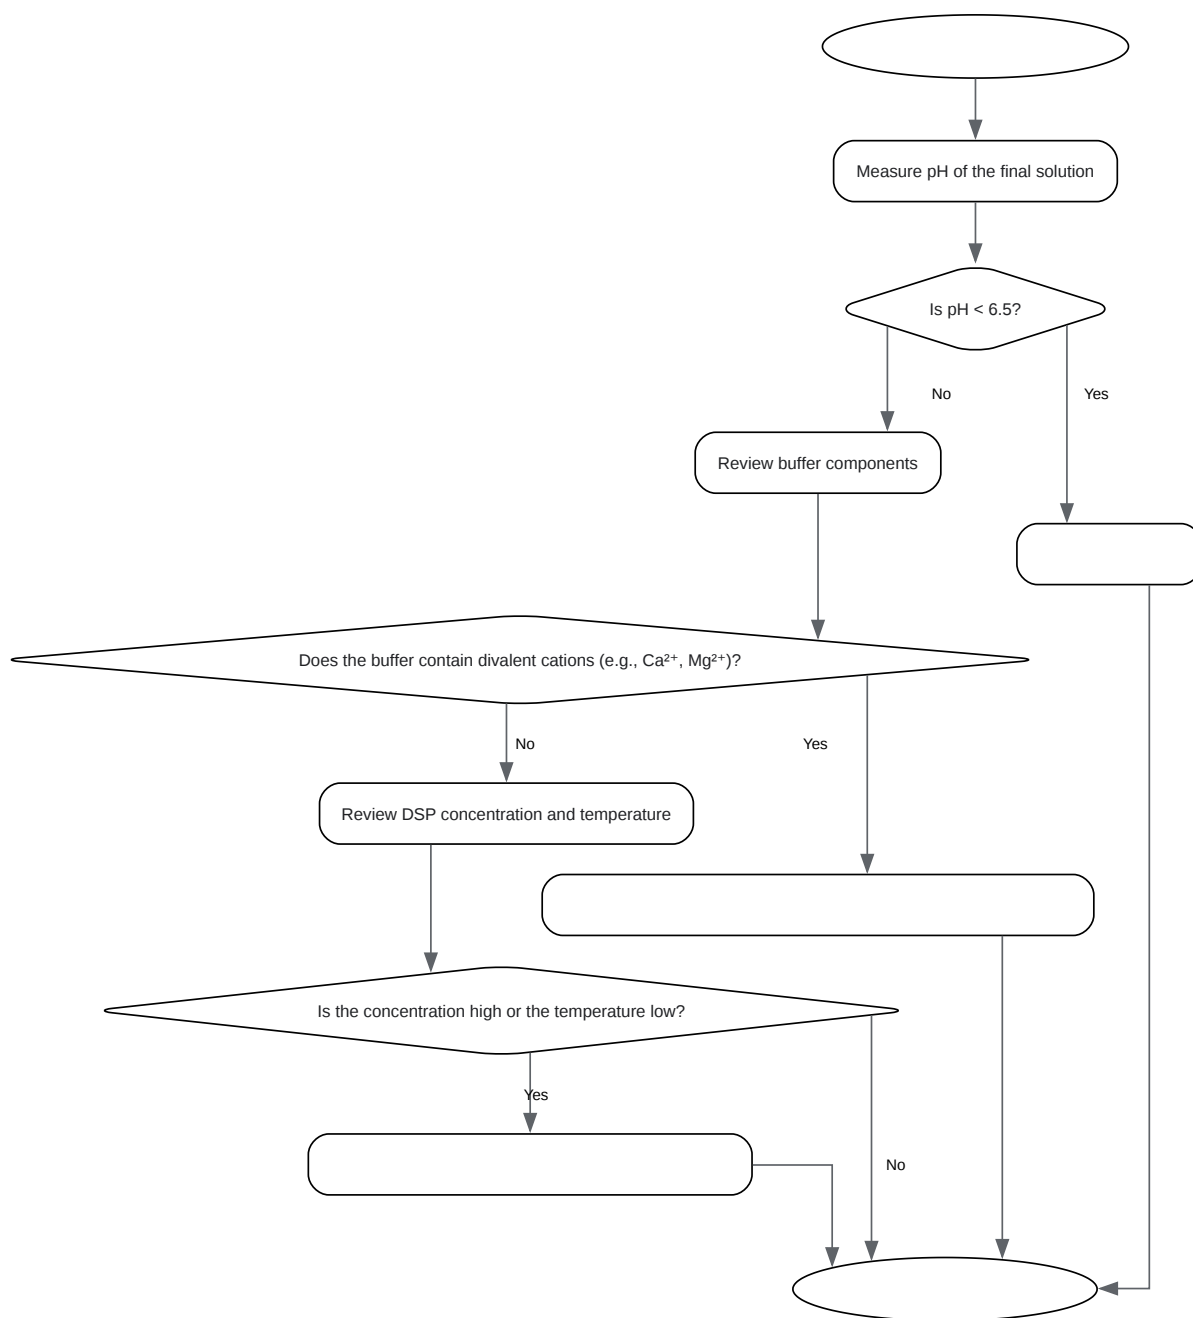 Measure pH of the final solution
Is pH < 6.5?
No
Yes
Review buffer components
Does the buffer contain divalent cations (e.g., Ca²⁺, Mg²⁺)?
No
Yes
Review DSP concentration and temperature
Is the concentration high or the temperature low?
Yes
No